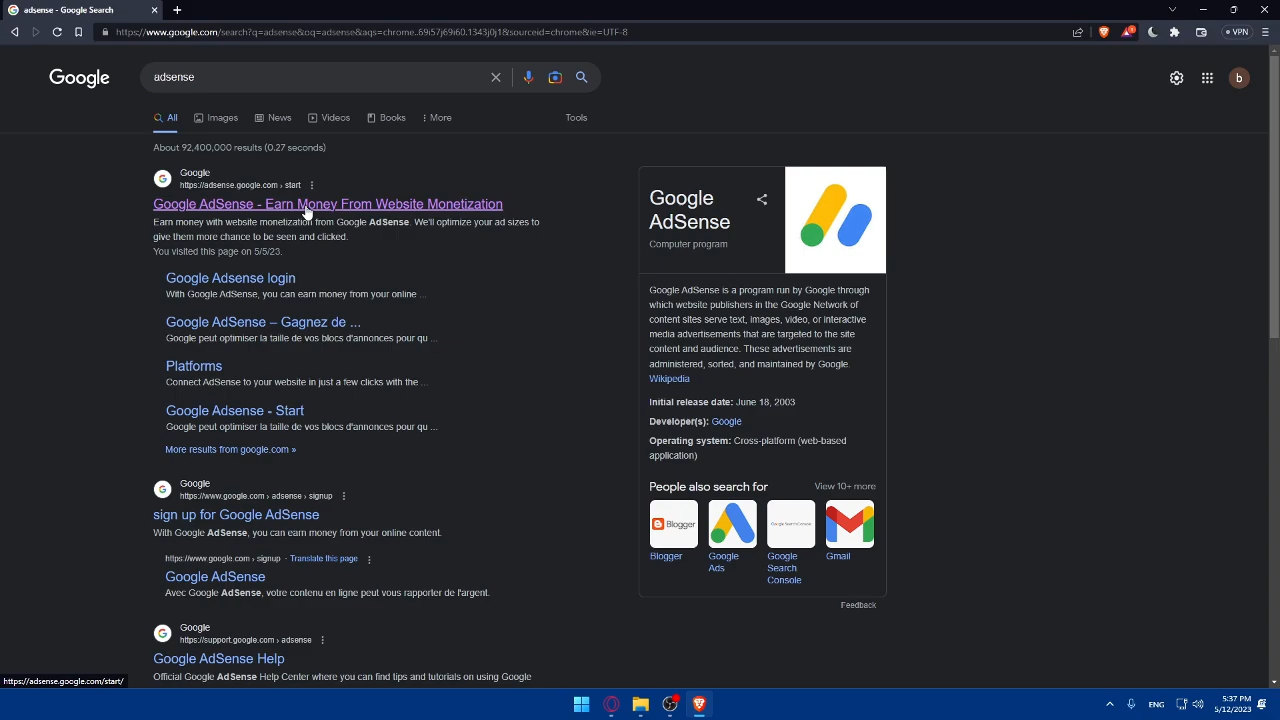 adsense - Google Search
https://www.google.com/search?q=adsense&oq=adsense&aqs=chrome..69i57j69i60.1343j0j1&sourceid=chrome&ie=UTF-8
VPN
Google
adsense
b
All
Images
News
Videos
Books
More
Tools
About 92,400,000 results (0.27 seconds)
Google
https://adsense.google.com › start
Google AdSense - Earn Money From Website Monetization
Earn money with website monetization from Google AdSense. We'll optimize your ad sizes to
give them more chance to be seen and clicked.
You visited this page on 5/5/23.
Google Adsense login
With Google AdSense, you can earn money from your online ...
Google AdSense – Gagnez de ...
Google peut optimiser la taille de vos blocs d'annonces pour qu ...
Platforms
Connect AdSense to your website in just a few clicks with the ...
Google Adsense - Start
Google peut optimiser la taille de vos blocs d'annonces pour qu ...
More results from google.com »
Google
https://www.google.com › adsense › signup
sign up for Google AdSense
With Google AdSense, you can earn money from your online content.
https://www.google.com › signup - Translate this page
Google AdSense
Avec Google AdSense, votre contenu en ligne peut vous rapporter de l'argent.
Google
https://support.google.com › adsense
Google AdSense Help
Official Google AdSense Help Center where you can find tips and tutorials on using Google
Google
AdSense
Computer program
Google AdSense is a program run by Google through
which website publishers in the Google Network of
content sites serve text, images, video, or interactive
media advertisements that are targeted to the site
content and audience. These advertisements are
administered, sorted, and maintained by Google.
Wikipedia
Initial release date: June 18, 2003
Developer(s): Google
Operating system: Cross-platform (web-based
application)
People also search for
View 10+ more
Blogger
Google Search Console
Blogger
Google
Ads
Google
Search
Console
Gmail
Feedback
https://adsense.google.com/start/
ENG
5:37 PM
5/12/2023